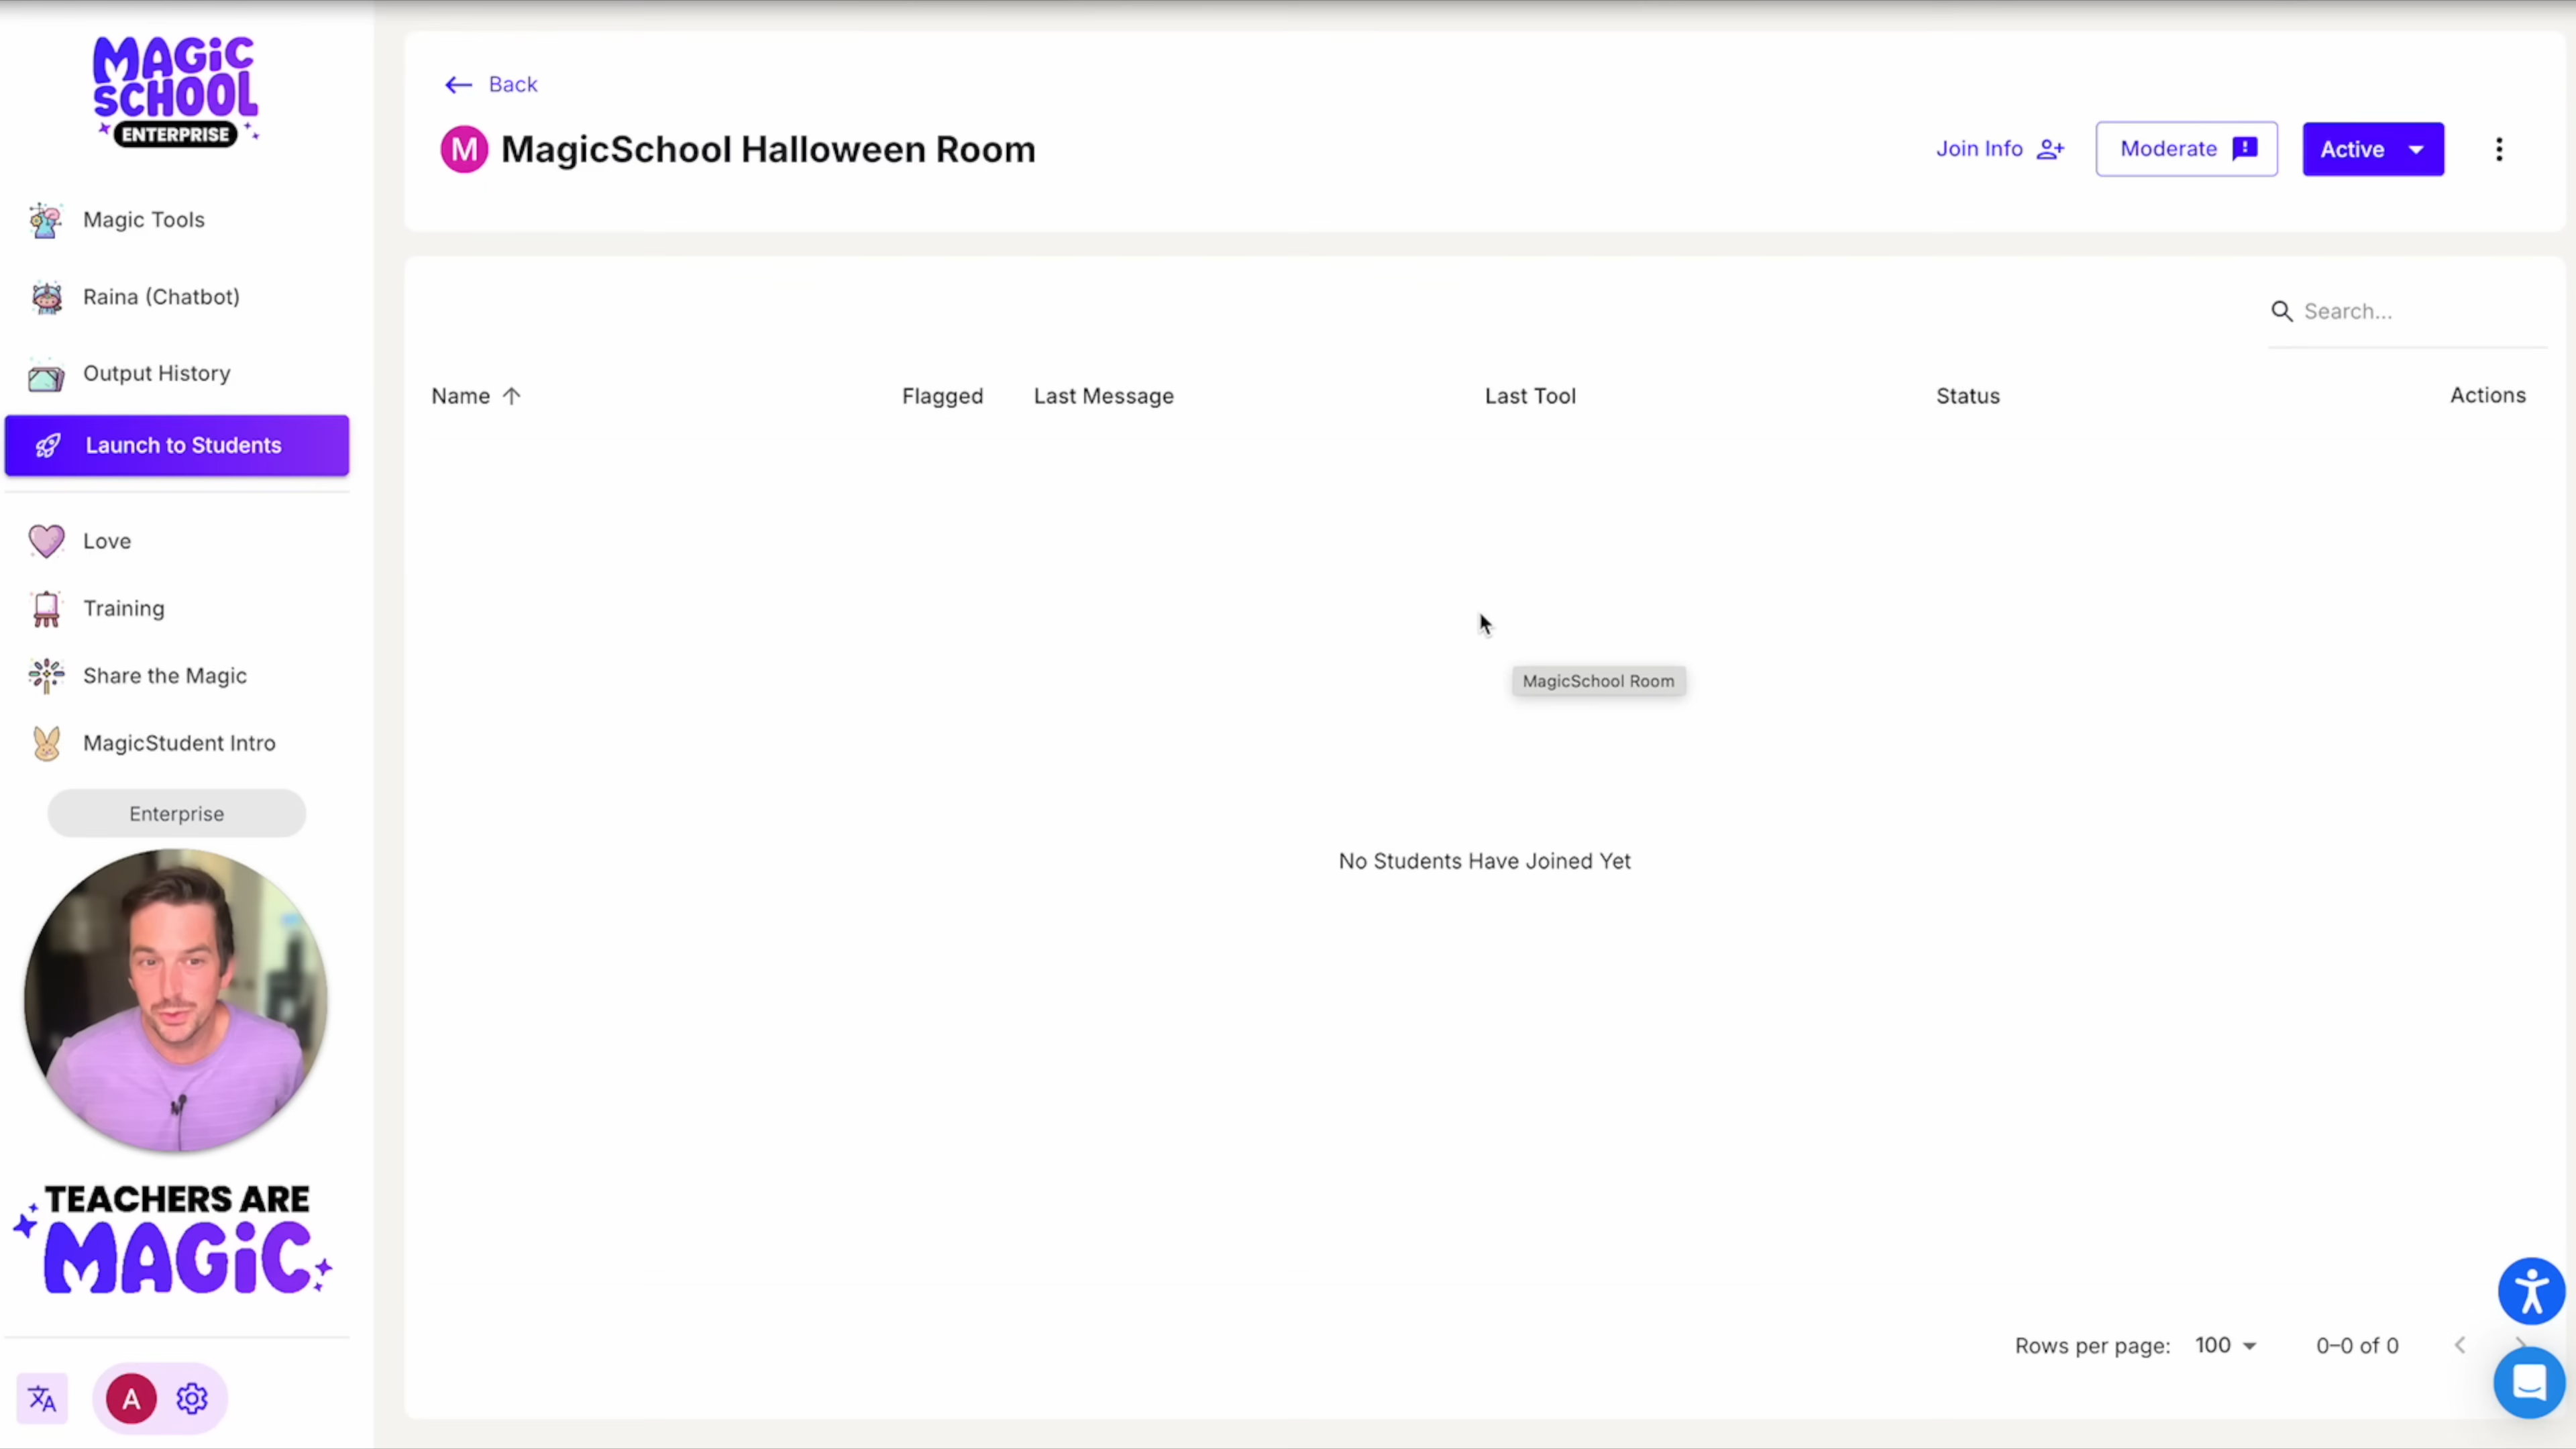 MAGiC
SCHOOL
ENTERPRISE
Magic Tools
Raina (Chatbot)
Output History
Launch to Students
Love
Training
Share the Magic
MagicStudent Intro
Enterprise
TEACHERS ARE
MAGiC
A
Back
M MagicSchool Halloween Room
Join Info
Moderate
Active
Search...
Name Flagged Last Message Last Tool Status Actions
MagicSchool Room
No Students Have Joined Yet
Rows per page: 100 0–0 of 0